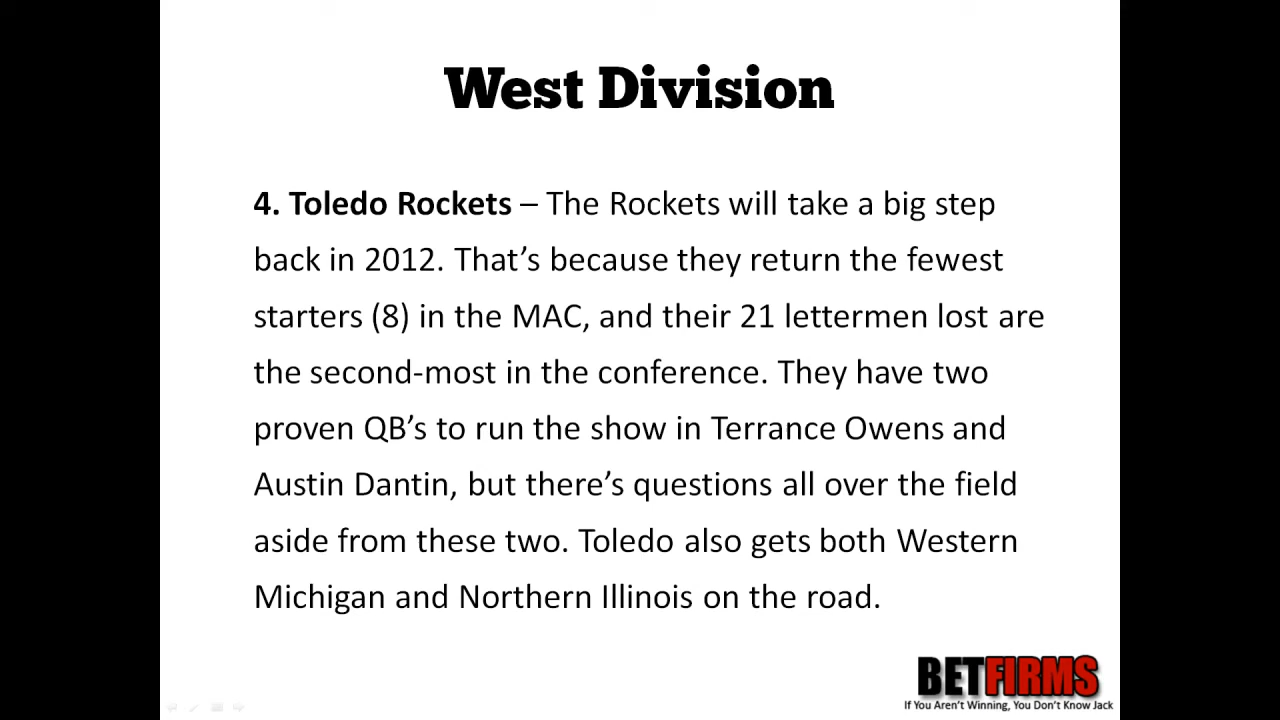 West Division
4. Toledo Rockets – The Rockets will take a big step
back in 2012. That’s because they return the fewest
starters (8) in the MAC, and their 21 lettermen lost are
the second-most in the conference. They have two
proven QB’s to run the show in Terrance Owens and
Austin Dantin, but there’s questions all over the field
aside from these two. Toledo also gets both Western
Michigan and Northern Illinois on the road.
BETFIRMS
If You Aren't Winning, You Don't Know Jack